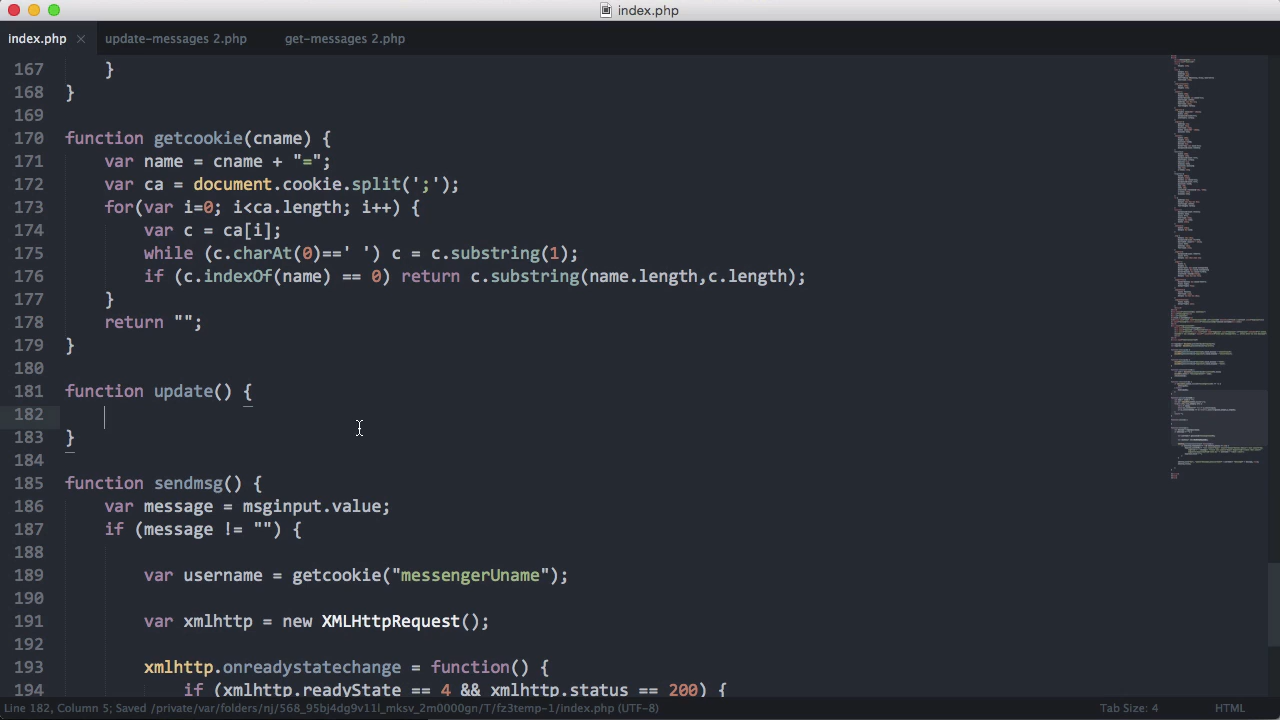 index.php
index.php × update-messages 2.php get-messages 2.php
167         }
168 }
169
170 function getcookie(cname) {
171     var name = cname + "=";
172     var ca = document.cookie.split(';');
173     for(var i=0; i<ca.length; i++) {
174         var c = ca[i];
175         while (c.charAt(0)==' ') c = c.substring(1);
176         if (c.indexOf(name) == 0) return c.substring(name.length,c.length);
177     }
178     return "";
179 }
180
181 function update() {
182
183 }
184
185 function sendmsg() {
186     var message = msginput.value;
187     if (message != "") {
188
189         var username = getcookie("messengerUname");
190
191         var xmlhttp = new XMLHttpRequest();
192
193         xmlhttp.onreadystatechange = function() {
194             if (xmlhttp.readyState == 4 && xmlhttp.status == 200) {
Line 182, Column 5; Saved /private/var/folders/nj/568_95bj4dg9v11l_mksv_2m0000gn/T/fz3temp-1/index.php (UTF-8) Tab Size: 4 HTML